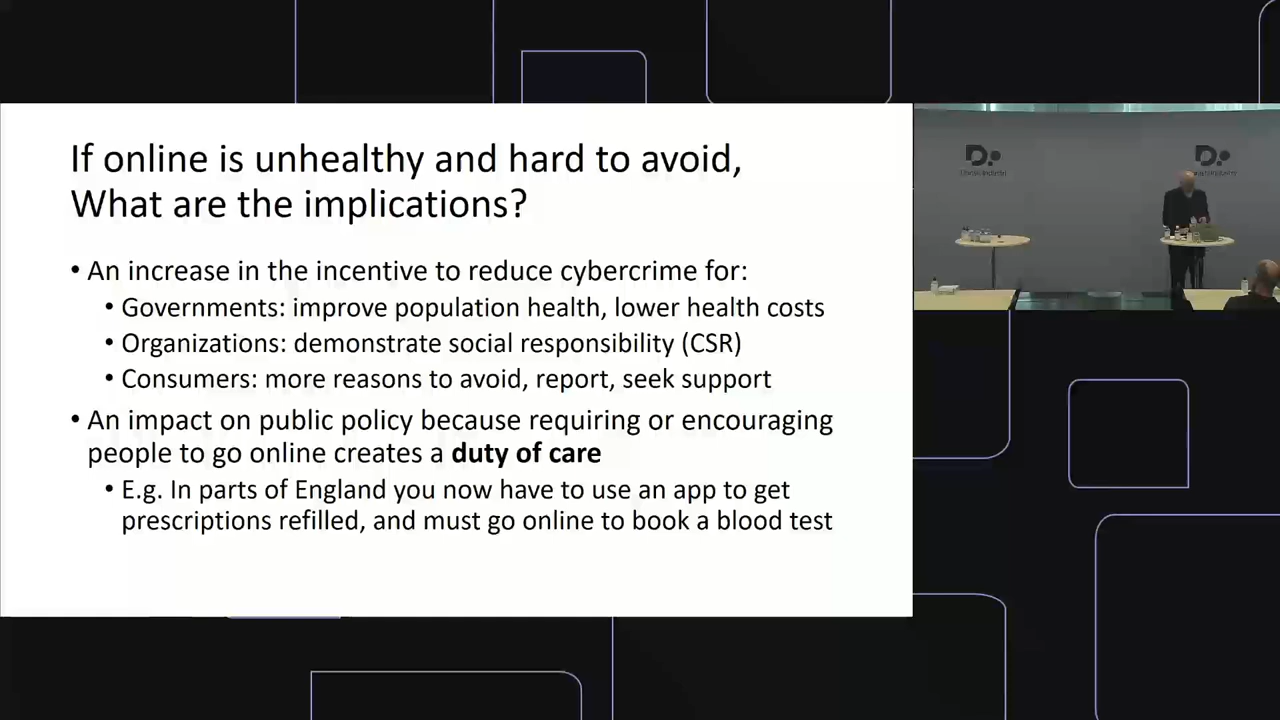 If online is unhealthy and hard to avoid,
What are the implications?
• An increase in the incentive to reduce cybercrime for:
• Governments: improve population health, lower health costs
• Organizations: demonstrate social responsibility (CSR)
• Consumers: more reasons to avoid, report, seek support
• An impact on public policy because requiring or encouraging
people to go online creates a duty of care
• E.g. In parts of England you now have to use an app to get
prescriptions refilled, and must go online to book a blood test